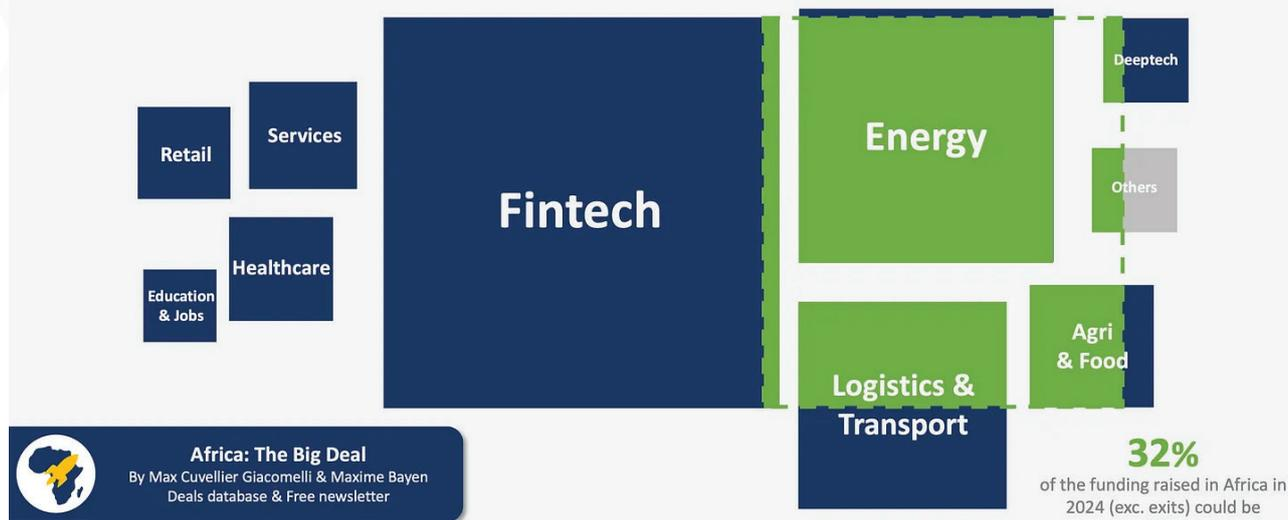 Retail
Services
Healthcare
Education
& Jobs
Fintech
Energy
Deeptech
Others
Agri
& Food
Logistics &
Transport
Africa: The Big Deal
By Max Cuvellier Giacomelli & Maxime Bayen
Deals database & Free newsletter
32%
of the funding raised in Africa in
2024 (exc. exits) could be